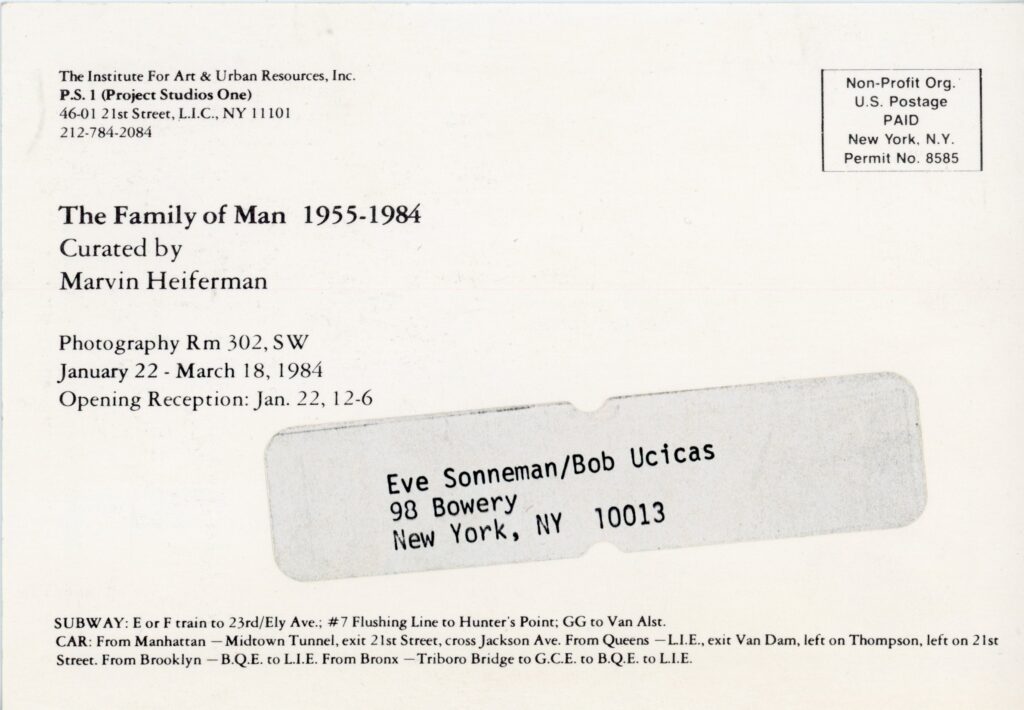 The Institute For Art & Urban Resources, Inc.
P.S. 1 (Project Studios One)
46-01 21st Street, L.I.C., NY 11101
212-784-2084
Non-Profit Org.
U.S. Postage
PAID
New York, N.Y.
Permit No. 8585
The Family of Man 1955-1984
Curated by
Marvin Heiferman
Photography Rm 302, SW
January 22 - March 18, 1984
Opening Reception: Jan. 22, 12-6
Eve Sonneman/Bob Ucicas
98 Bowery
New York, NY 10013
SUBWAY: E or F train to 23rd/Ely Ave.; #7 Flushing Line to Hunter's Point; GG to Van Alst.
CAR: From Manhattan — Midtown Tunnel, exit 21st Street, cross Jackson Ave. From Queens — L.I.E., exit Van Dam, left on Thompson, left on 21st
Street. From Brooklyn — B.Q.E. to L.I.E. From Bronx — Triboro Bridge to G.C.E. to B.Q.E. to L.I.E.